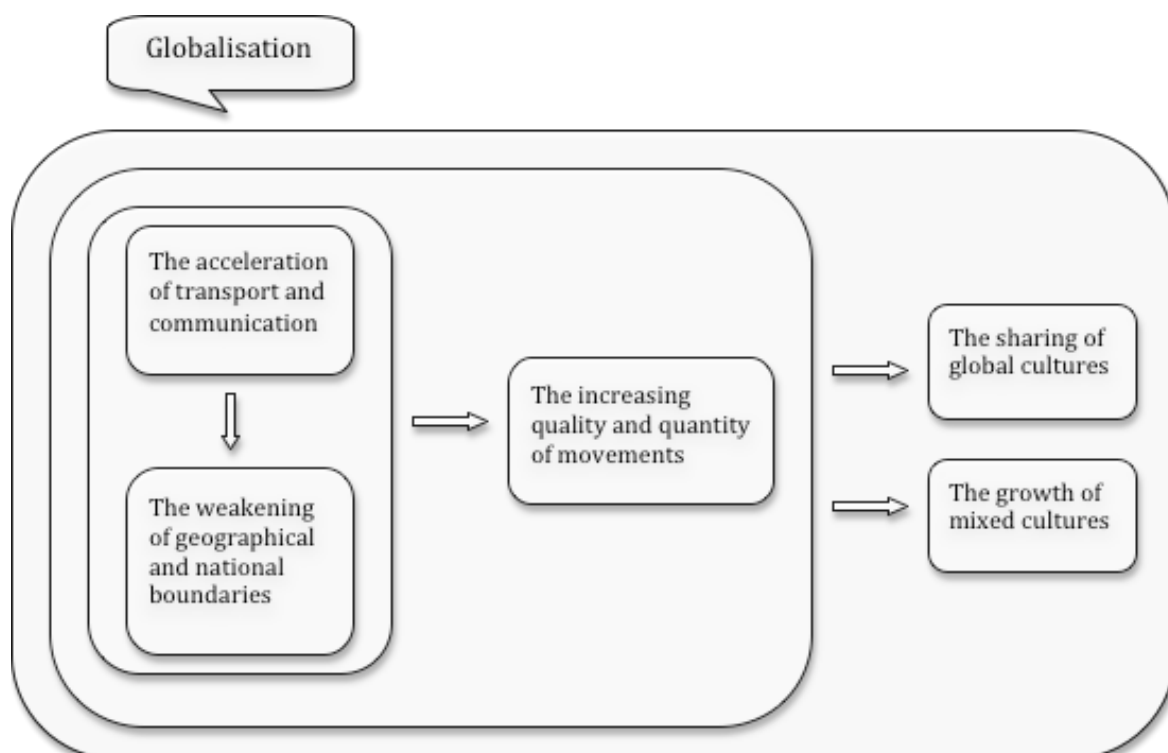 Globalisation
The acceleration
of transport and
communication
The weakening
of geographical
and national
boundaries
The increasing
quality and quantity
of movements
The sharing of
global cultures
The growth of
mixed cultures